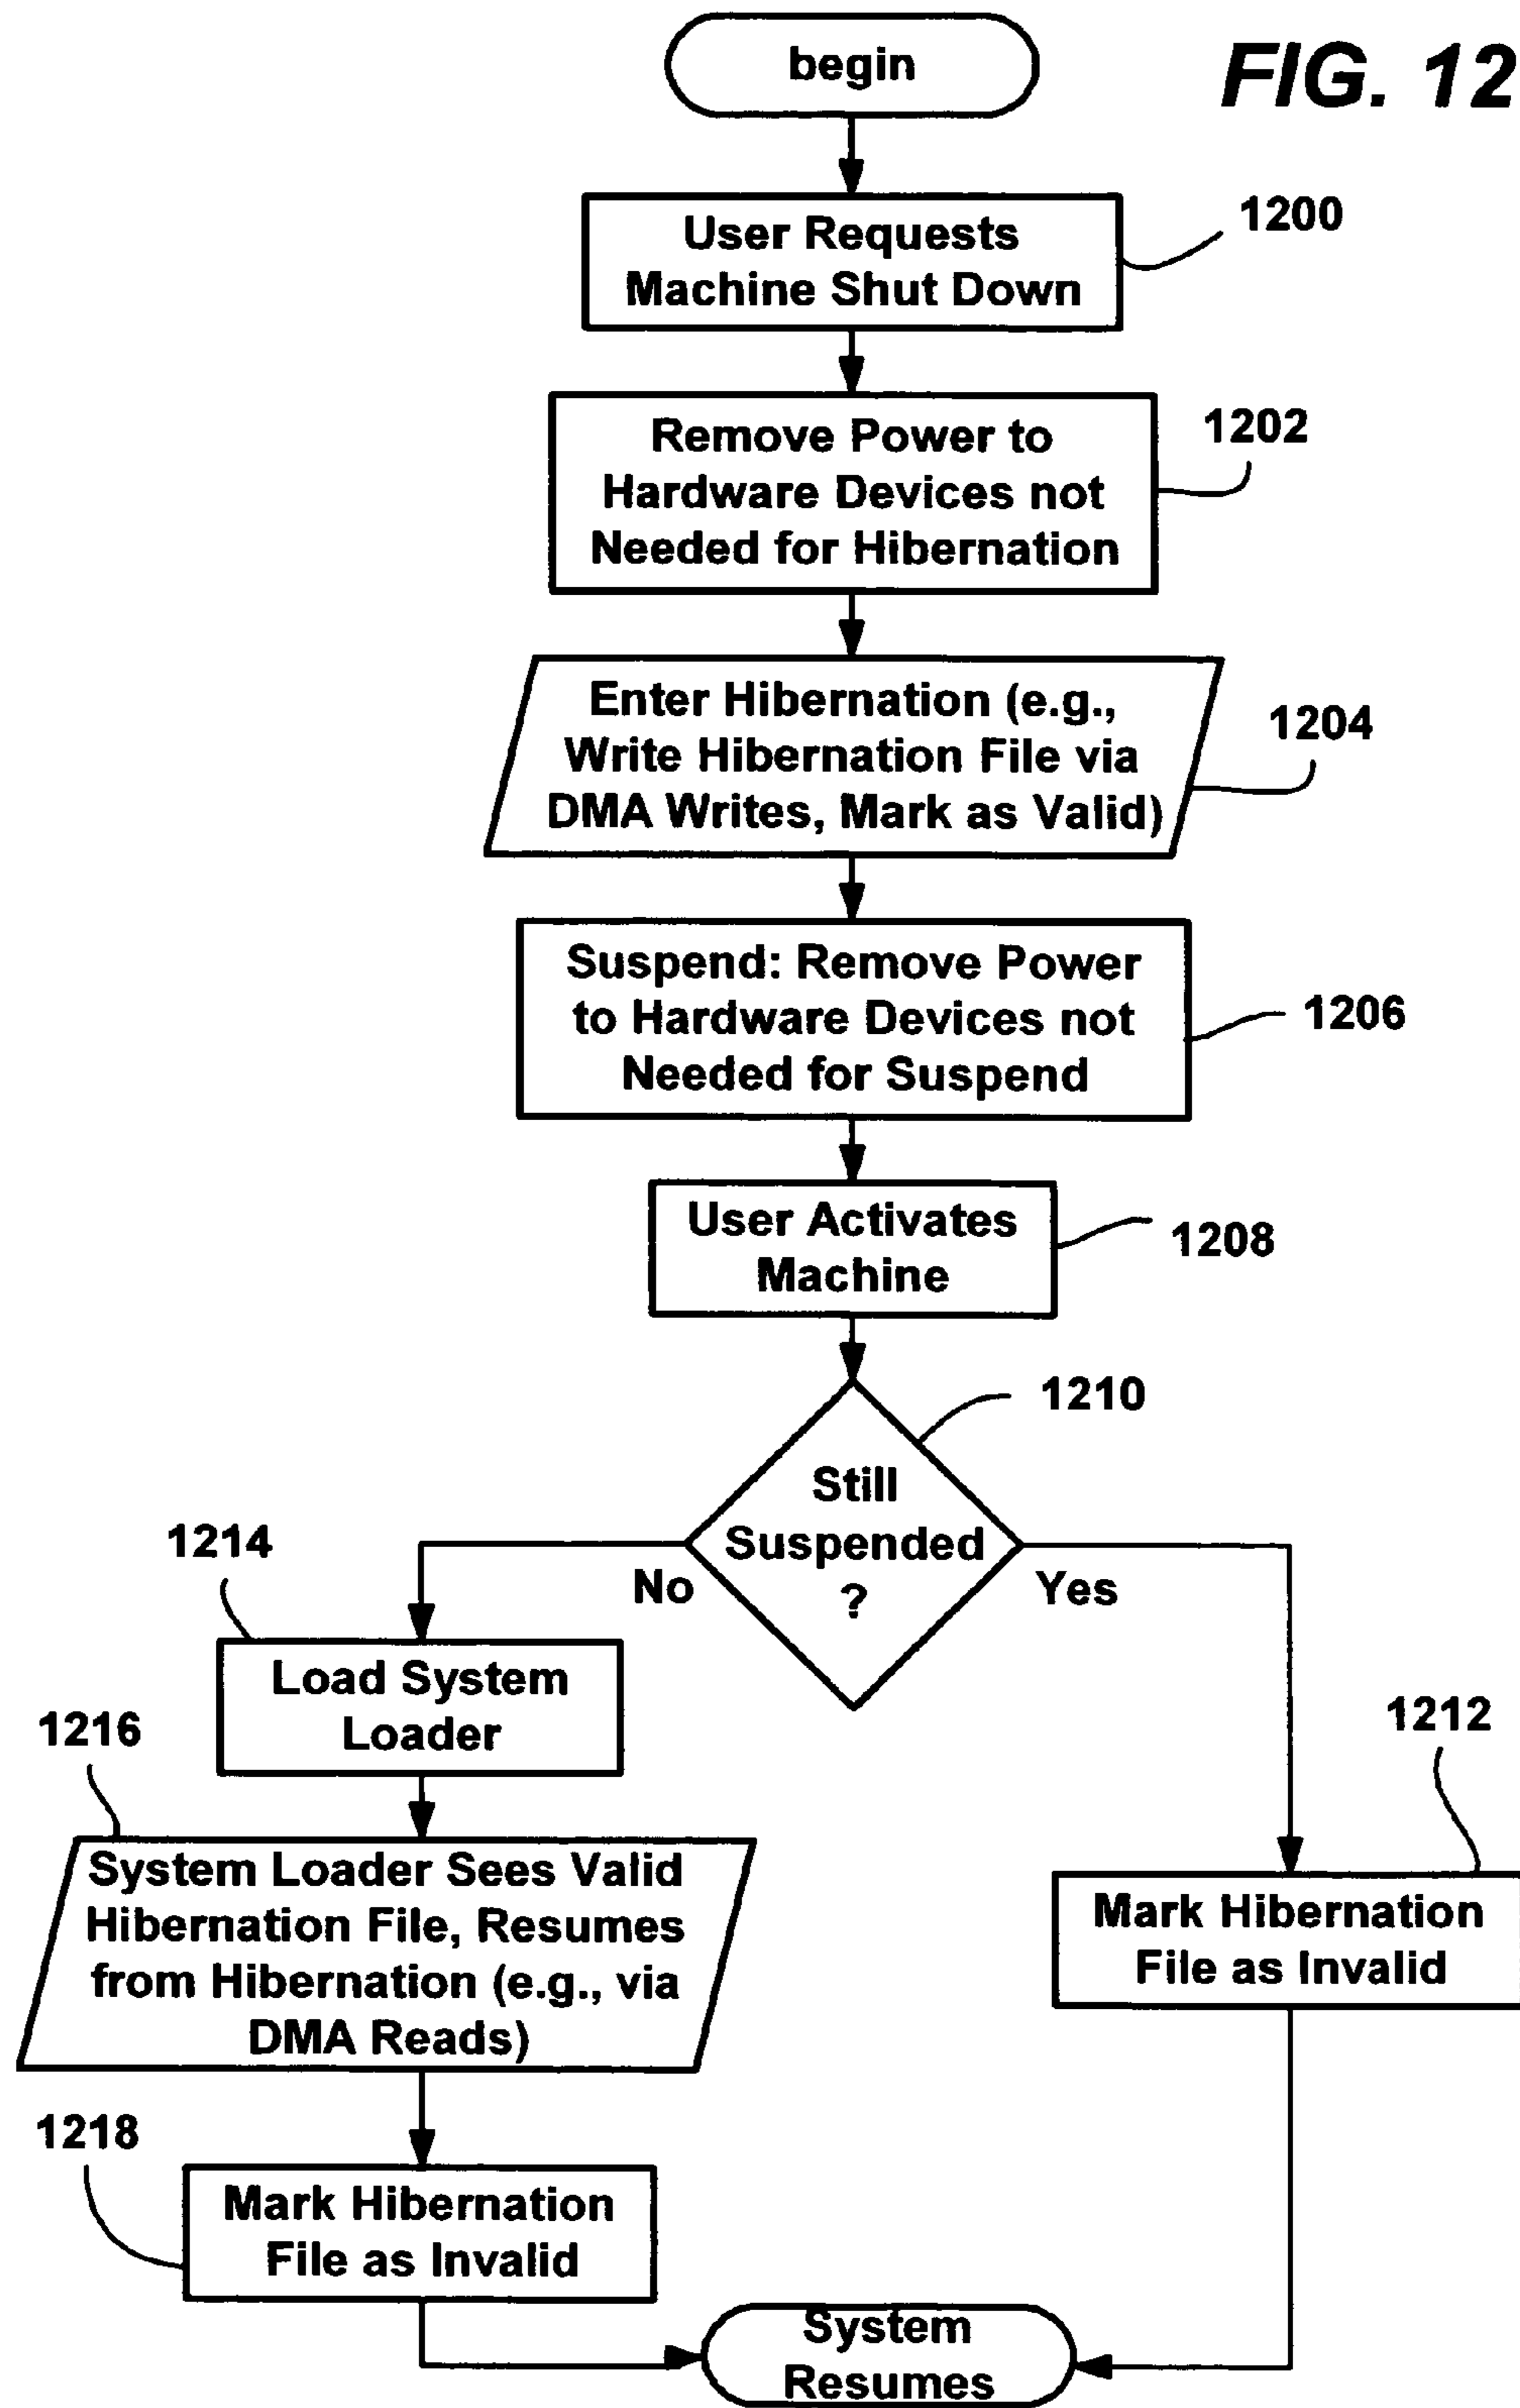 begin
FIG. 12
User Requests
Machine Shut Down
1200
Remove Power to
Hardware Devices not
Needed for Hibernation
1202
Enter Hibernation (e.g.,
Write Hibernation File via
DMA Writes, Mark as Valid)
1204
Suspend: Remove Power
to Hardware Devices not
Needed for Suspend
1206
User Activates
Machine
1208
1210
Still
Suspended
?
No
Yes
1214
Load System
Loader
1216
System Loader Sees Valid
Hibernation File, Resumes
from Hibernation (e.g., via
DMA Reads)
1212
Mark Hibernation
File as Invalid
1218
Mark Hibernation
File as Invalid
System
Resumes